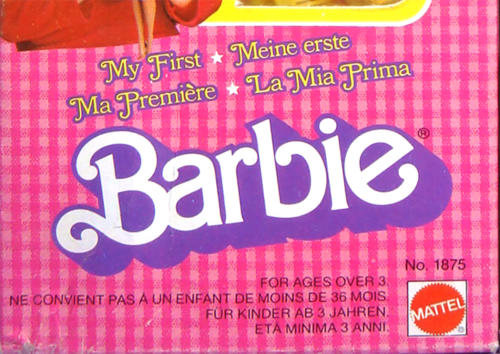 My First ★ Meine erste
Ma Première ★ La Mia Prima
Barbie®
No. 1875
FOR AGES OVER 3.
NE CONVIENT PAS À UN ENFANT DE MOINS DE 36 MOIS.
FÜR KINDER AB 3 JAHREN.
ETÀ MINIMA 3 ANNI.
MATTEL